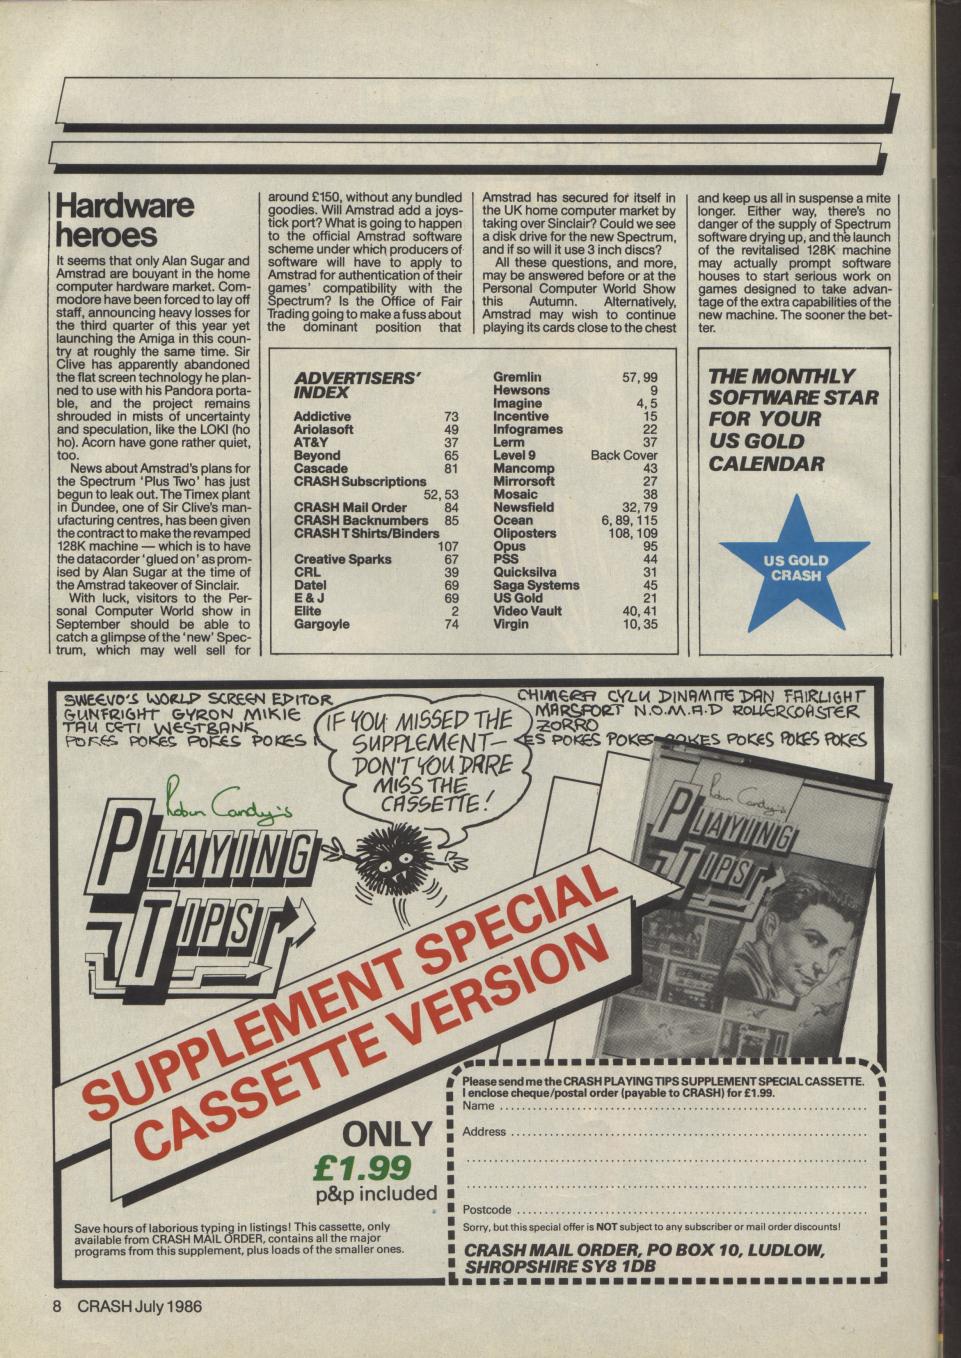 Hardware
heroes
It seems that only Alan Sugar and
Amstrad are bouyant in the home
computer hardware market. Com-
modore have been forced to lay off
staff, announcing heavy losses for
the third quarter of this year yet
launching the Amiga in this coun-
try at roughly the same time. Sir
Clive has apparently abandoned
the flat screen technology he plan-
ned to use with his Pandora porta-
ble, and the project remains
shrouded in mists of uncertainty
and speculation, like the LOKI (ho
ho). Acorn have gone rather quiet,
too.
News about Amstrad's plans for
the Spectrum 'Plus Two' has just
begun to leak out. The Timex plant
in Dundee, one of Sir Clive's man-
ufacturing centres, has been given
the contract to make the revamped
128K machine — which is to have
the datacorder 'glued on' as prom-
ised by Alan Sugar at the time of
the Amstrad takeover of Sinclair.
With luck, visitors to the Per-
sonal Computer World show in
September should be able to
catch a glimpse of the 'new' Spec-
trum, which may well sell for
around £150, without any bundled
goodies. Will Amstrad add a joys-
tick port? What is going to happen
to the official Amstrad software
scheme under which producers of
software will have to apply to
Amstrad for authentication of their
games' compatibility with the
Spectrum? Is the Office of Fair
Trading going to make a fuss about
the dominant position that
Amstrad has secured for itself in
the UK home computer market by
taking over Sinclair? Could we see
a disk drive for the new Spectrum,
and if so will it use 3 inch discs?
All these questions, and more,
may be answered before or at the
Personal Computer World Show
this Autumn. Alternatively,
Amstrad may wish to continue
playing its cards close to the chest
and keep us all in suspense a mite
longer. Either way, there's no
danger of the supply of Spectrum
software drying up, and the launch
of the revitalised 128K machine
may actually prompt software
houses to start serious work on
games designed to take advan-
tage of the extra capabilities of the
new machine. The sooner the bet-
ter.
ADVERTISERS'
INDEX
Addictive 73
Ariolasoft 49
AT&Y 37
Beyond 65
Cascade 81
CRASH Subscriptions
52, 53
CRASH Mail Order 84
CRASH Backnumbers 85
CRASH T Shirts/Binders
107
Creative Sparks 67
CRL 39
Datel 69
E & J 69
Elite 2
Gargoyle 74
Gremlin 57, 99
Hewsons 9
Imagine 4, 5
Incentive 15
Infogrames 22
Lerm 37
Level 9 Back Cover
Mancomp 43
Mirrorsoft 27
Mosaic 38
Newsfield 32, 79
Ocean 6, 89, 115
Oliposters 108, 109
Opus 95
PSS 44
Quicksilva 31
Saga Systems 45
US Gold 21
Video Vault 40, 41
Virgin 10, 35
THE MONTHLY
SOFTWARE STAR
FOR YOUR
US GOLD
CALENDAR
US GOLD
CRASH
SWEEVO'S WORLD SCREEN EDITOR
GUNFRIGHT GYRON MIKIE
TAU CETI WESTBANK
POKES POKES POKES POKES
IF YOU MISSED THE
SUPPLEMENT—
DON'T YOU DARE
MISS THE
CASSETTE!
CHIMERA CYLU DINAMITE DAN FAIRLIGHT
MARSPORT N.O.M.A.D ROLLERCOASTER
ZORRO
ES POKES POKES POKES POKES POKES POKES
Robin Candy's
PLAYING
TIPS
Robin Candy's
PLAYING
TIPS
SUPPLEMENT SPECIAL
CASSETTE VERSION
ONLY
£1.99
p&p included
Save hours of laborious typing in listings! This cassette, only
available from CRASH MAIL ORDER, contains all the major
programs from this supplement, plus loads of the smaller ones.
Please send me the CRASH PLAYING TIPS SUPPLEMENT SPECIAL CASSETTE.
I enclose cheque/postal order (payable to CRASH) for £1.99.
Name
Address
Postcode
Sorry, but this special offer is NOT subject to any subscriber or mail order discounts!
CRASH MAIL ORDER, PO BOX 10, LUDLOW,
SHROPSHIRE SY8 1DB
8 CRASH July 1986